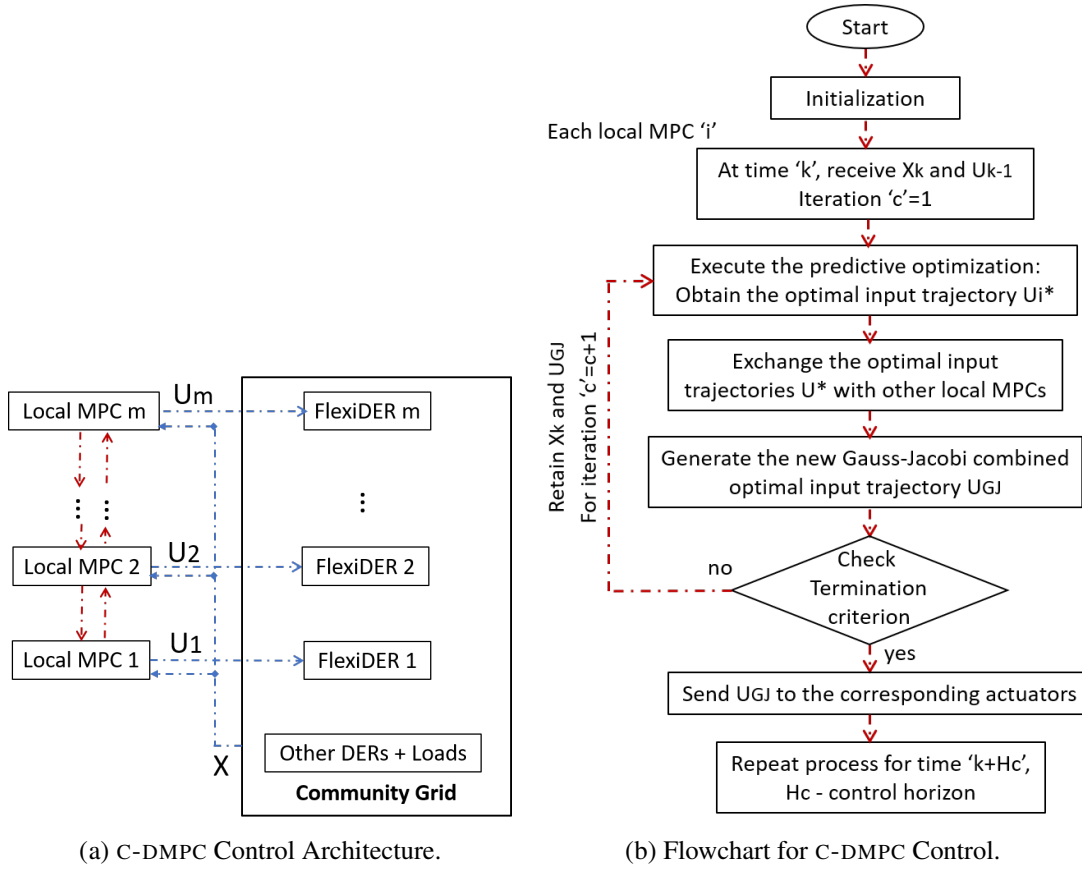 Local MPC m
Um
FlexiDER m
⋮
⋮
⋮
Local MPC 2
U2
FlexiDER 2
Local MPC 1
U1
FlexiDER 1
X
Other DERs + Loads
Community Grid
(a) C-DMPC Control Architecture.
Start
Initialization
Each local MPC ‘i’
At time ‘k’, receive Xk and Uk-1
Iteration ‘c’=1
Execute the predictive optimization:
Obtain the optimal input trajectory Ui*
Retain Xk and UGJ
For iteration ‘c’=c+1
Exchange the optimal input
trajectories U* with other local MPCs
Generate the new Gauss-Jacobi combined
optimal input trajectory UGJ
no
Check
Termination
criterion
yes
Send UGJ to the corresponding actuators
Repeat process for time ‘k+Hc’,
Hc - control horizon
(b) Flowchart for C-DMPC Control.